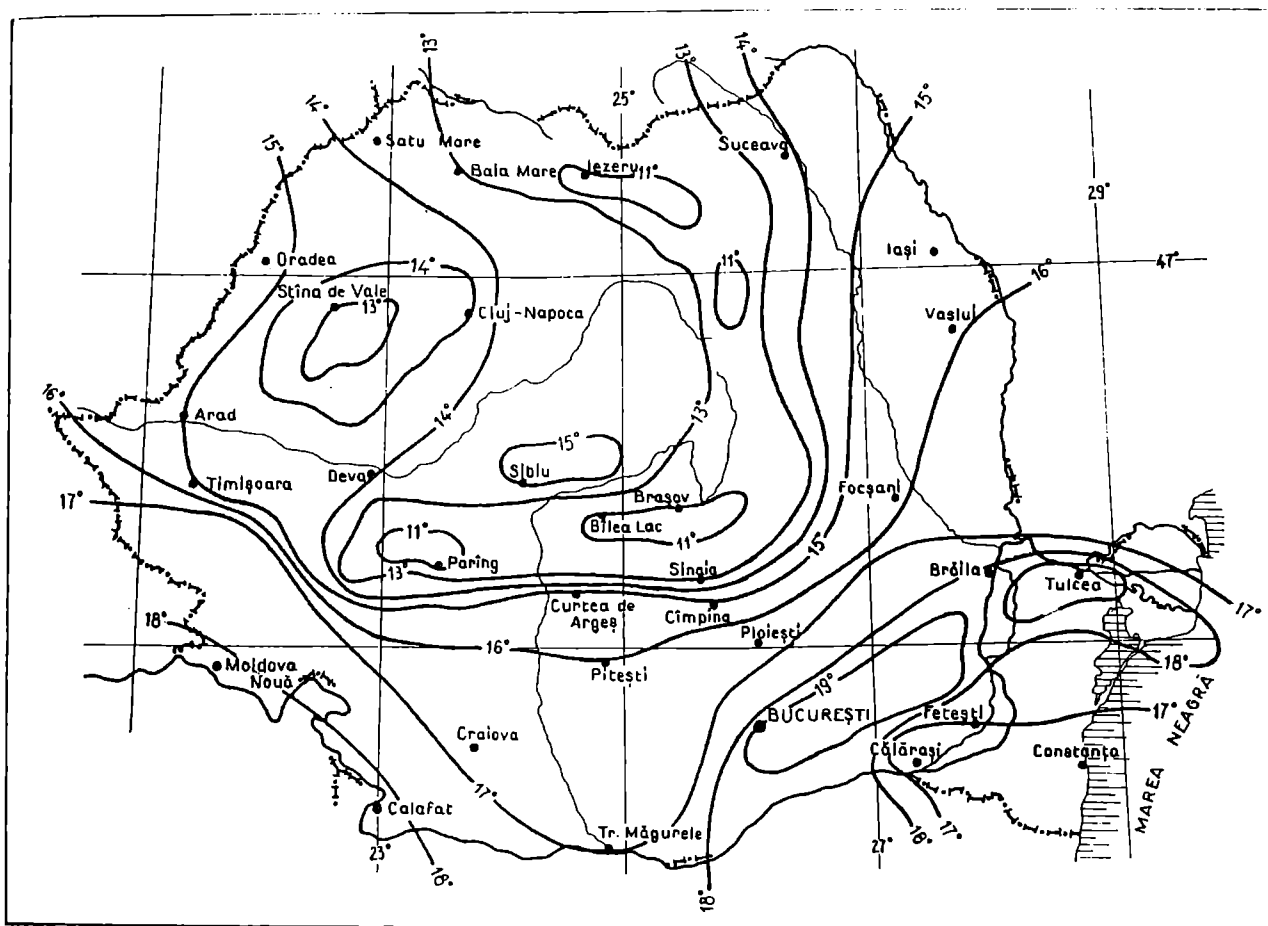 13°
13°
14°
14°
25°
15°
Satu Mare
Suceava
15°
Baia Mare
Iezeru
11°
29°
Oradea
Iași
47°
14°
11°
16°
Stîna de Vale
13°
Cluj-Napoca
Vaslui
16°
Arad
14°
13°
15°
Deva
Sibiu
Timișoara
17°
Focșani
Brașov
Bîlea Lac
11°
11°
15°
Parîng
13°
Sinaia
Brăila
Tulcea
Curtea de
Argeș
Cîmpina
17°
18°
16°
Ploiești
18°
Moldova
Nouă
Pitești
19°
BUCUREȘTI
Fetești
17°
Craiova
Călărași
Constanța
MAREA NEAGRĂ
17°
Calafat
Tr. Măgurele
18°
17°
23°
27°
18°
18°